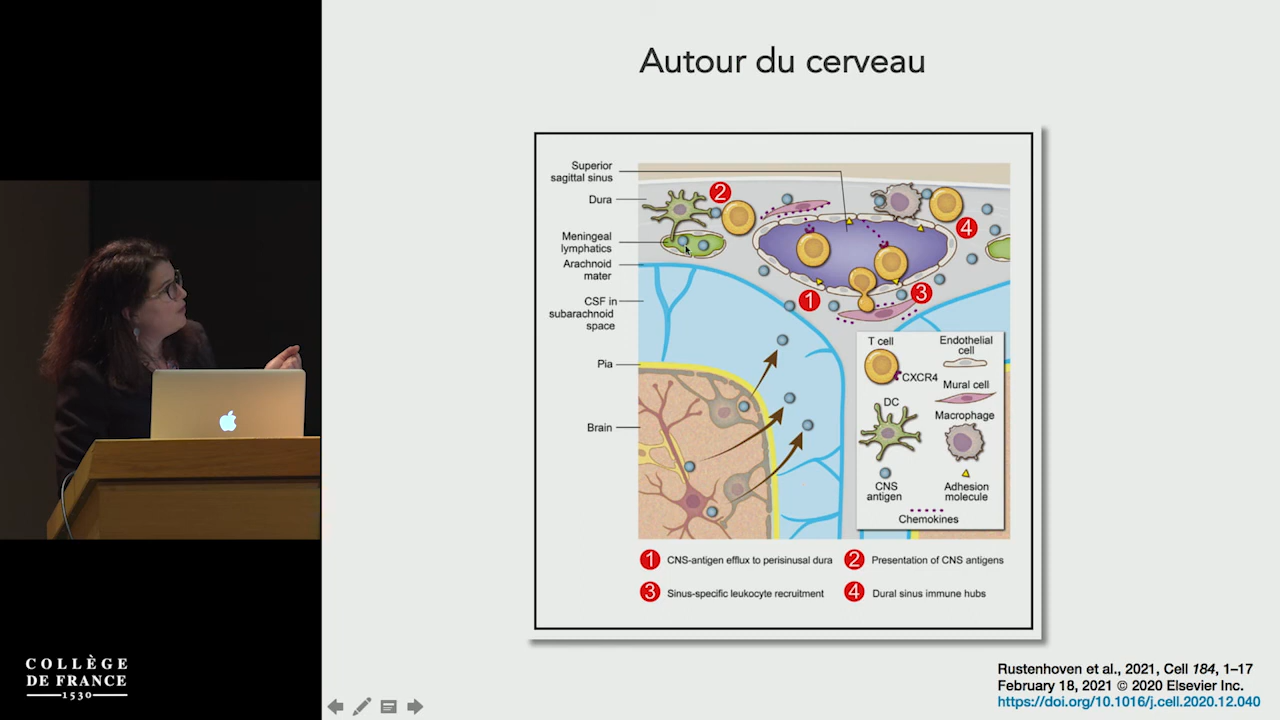 Autour du cerveau
Superior
sagittal sinus
Dura
Meningeal
lymphatics
Arachnoid
mater
CSF in
subarachnoid
space
Pia
Brain
2
4
1
3
T cell
CXCR4
Endothelial
cell
Mural cell
DC
Macrophage
CNS
antigen
Adhesion
molecule
Chemokines
1 CNS-antigen efflux to perisinusal dura
2 Presentation of CNS antigens
3 Sinus-specific leukocyte recruitment
4 Dural sinus immune hubs
COLLÈGE
DE FRANCE
1530
Rustenhoven et al., 2021, Cell 184, 1–17
February 18, 2021 © 2020 Elsevier Inc.
https://doi.org/10.1016/j.cell.2020.12.040